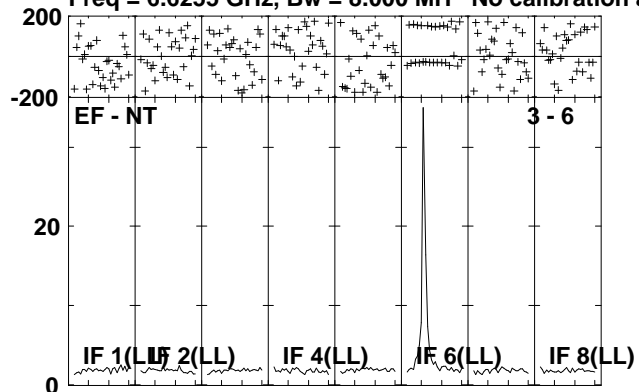 Freq = 6.6255 GHz, Bw = 8.000 MH No calibration a
200
-200
EF - NT 3 - 6
20
IF 1(LL) IF 2(LL) IF 4(LL) IF 6(LL) IF 8(LL)
0